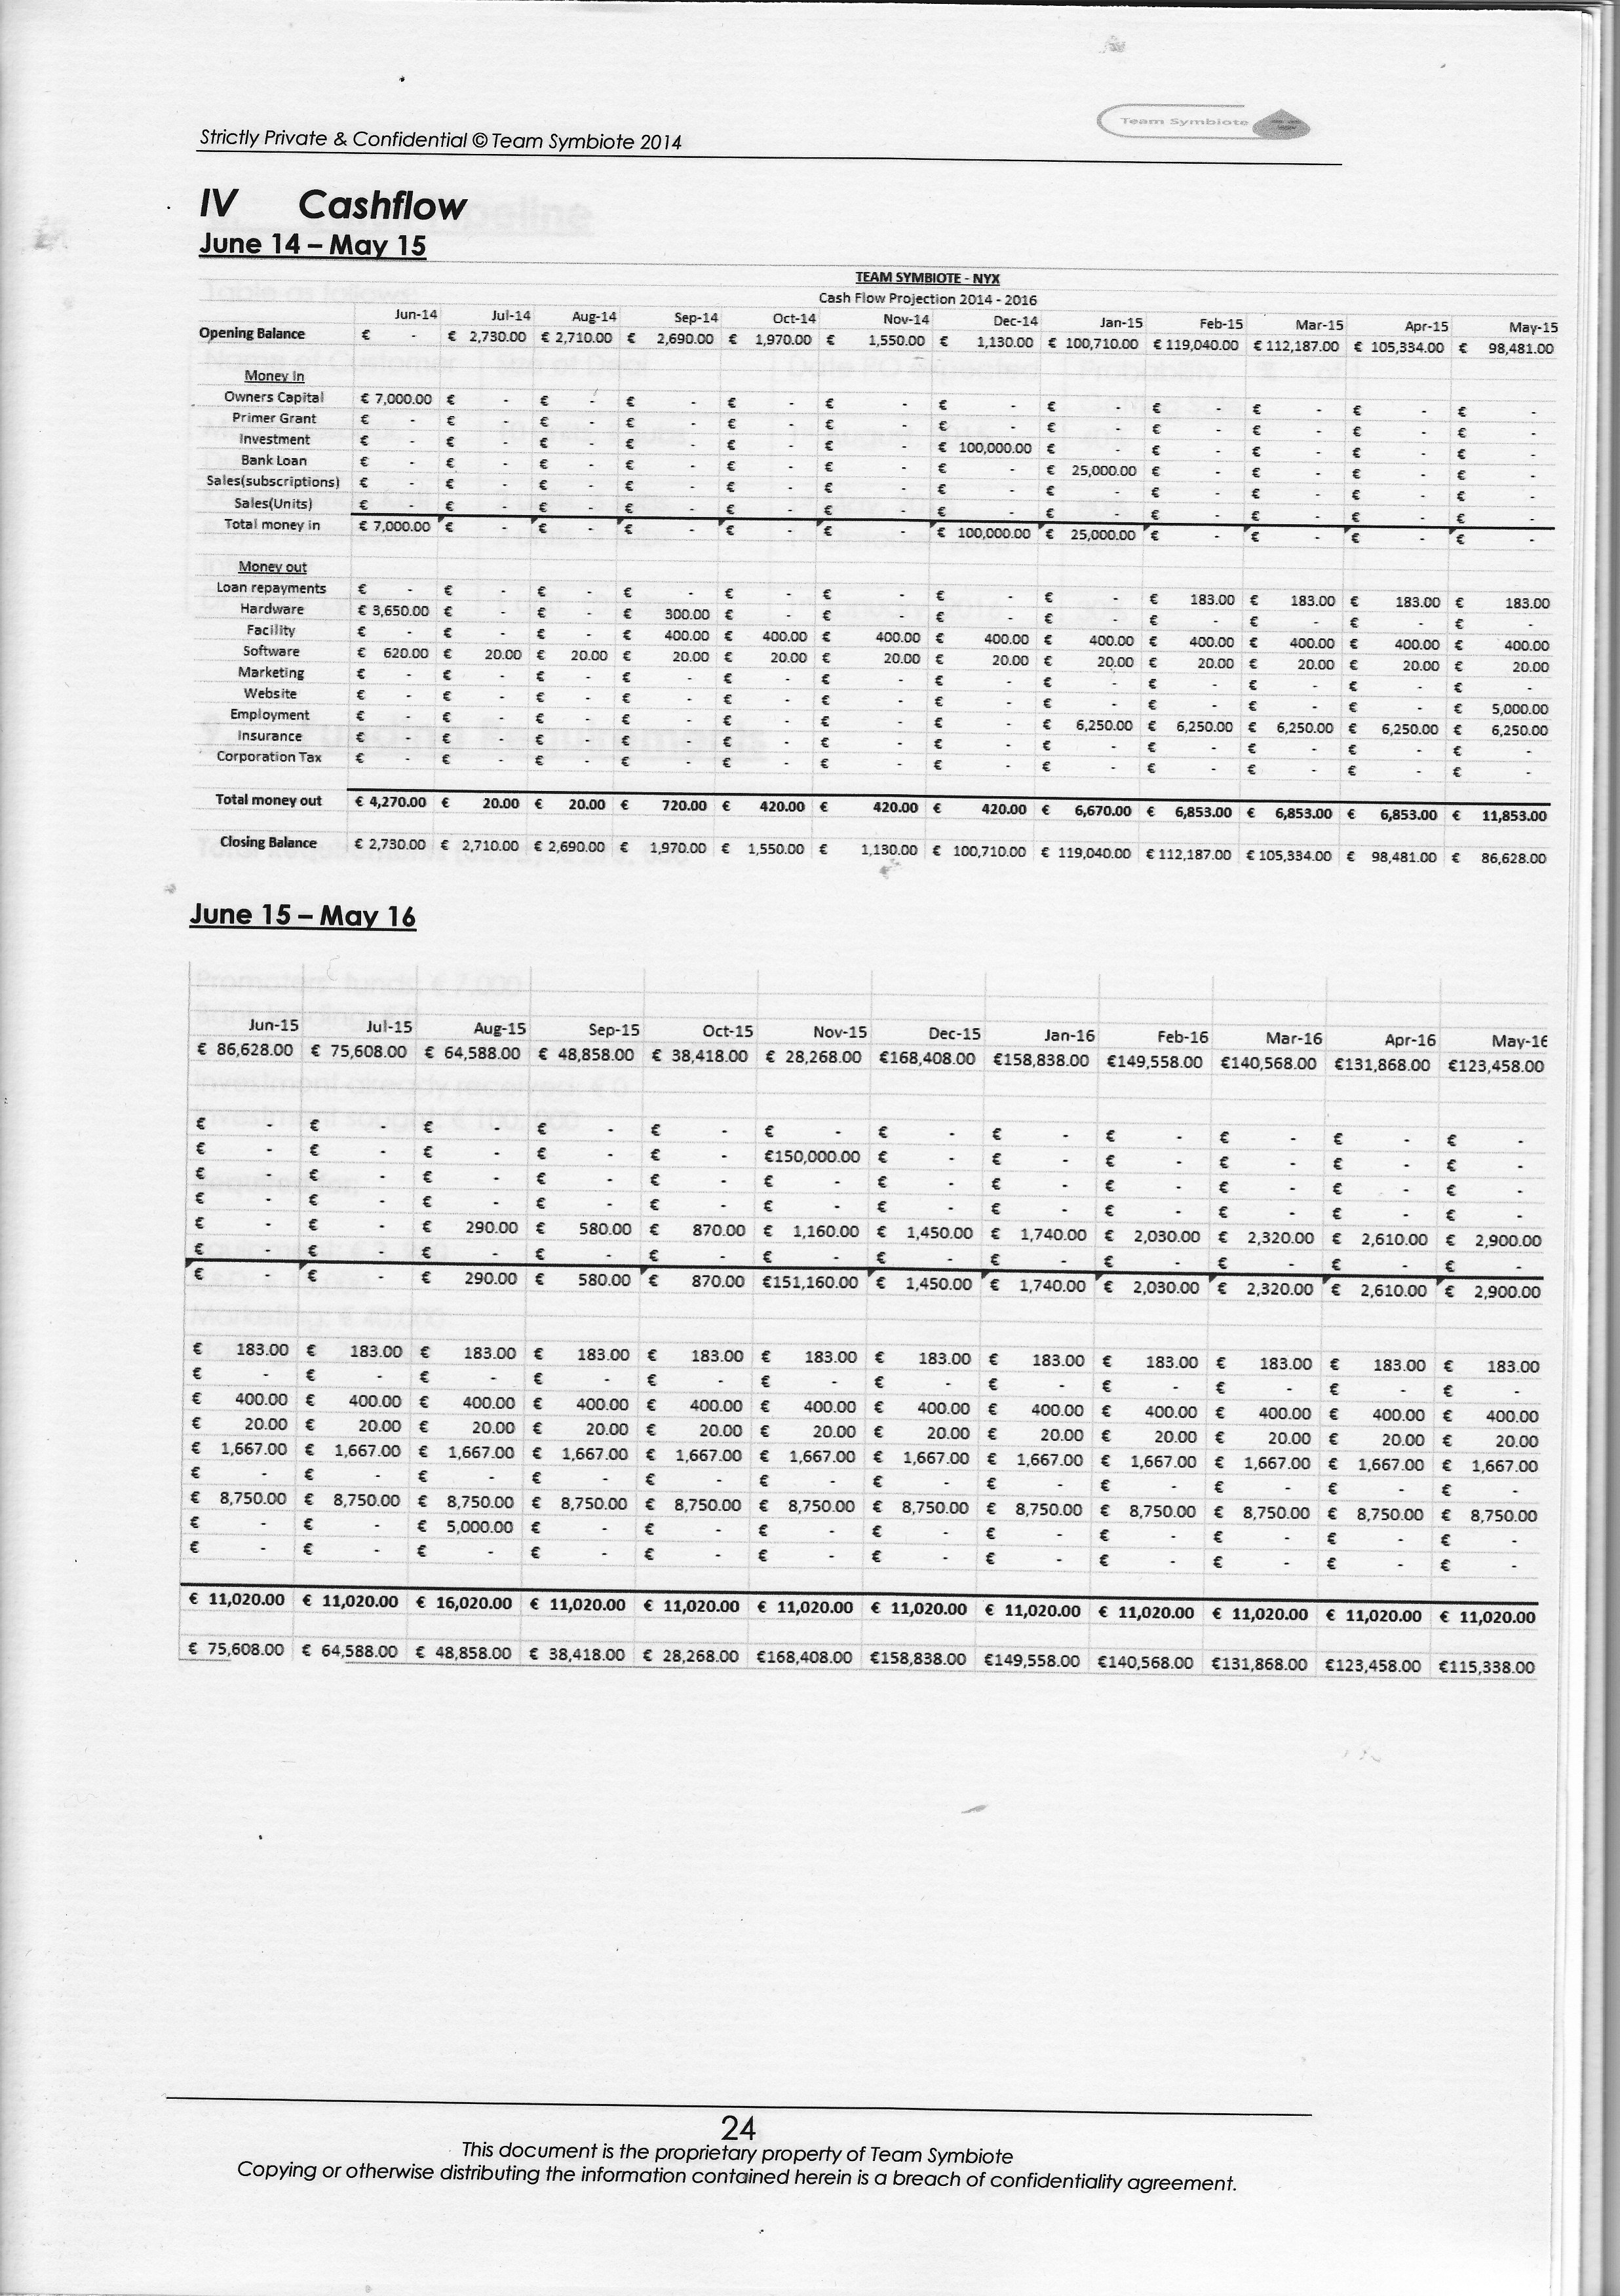 Team Symbiote
Strictly Private & Confidential © Team Symbiote 2014
IV Cashflow
June 14 – May 15
TEAM SYMBIOTE - NYX
Cash Flow Projection 2014 - 2016
Jun-14 Jul-14 Aug-14 Sep-14 Oct-14 Nov-14 Dec-14 Jan-15 Feb-15 Mar-15 Apr-15 May-15
Opening Balance € - € 2,730.00 € 2,710.00 € 2,690.00 € 1,970.00 € 1,550.00 € 1,130.00 € 100,710.00 € 119,040.00 € 112,187.00 € 105,334.00 € 98,481.00
Money In
Owners Capital € 7,000.00 € - € - € - € - € - € - € - € - € - € - € -
Primer Grant € - € - € - € - € - € - € - € - € - € - € - € -
Investment € - € - € - € - € - € - € 100,000.00 € - € - € - € - € -
Bank Loan € - € - € - € - € - € - € - € 25,000.00 € - € - € - € -
Sales(subscriptions) € - € - € - € - € - € - € - € - € - € - € - € -
Sales(Units) € - € - € - € - € - € - € - € - € - € - € - € -
Total money in € 7,000.00 € - € - € - € - € - € 100,000.00 € 25,000.00 € - € - € - € -
Money out
Loan repayments € - € - € - € - € - € - € - € - € 183.00 € 183.00 € 183.00 € 183.00
Hardware € 3,650.00 € - € - € 300.00 € - € - € - € - € - € - € - € -
Facility € - € - € - € 400.00 € 400.00 € 400.00 € 400.00 € 400.00 € 400.00 € 400.00 € 400.00 € 400.00
Software € 620.00 € 20.00 € 20.00 € 20.00 € 20.00 € 20.00 € 20.00 € 20.00 € 20.00 € 20.00 € 20.00 € 20.00
Marketing € - € - € - € - € - € - € - € - € - € - € - € -
Website € - € - € - € - € - € - € - € - € - € - € - € 5,000.00
Employment € - € - € - € - € - € - € - € 6,250.00 € 6,250.00 € 6,250.00 € 6,250.00 € 6,250.00
Insurance € - € - € - € - € - € - € - € - € - € - € - € -
Corporation Tax € - € - € - € - € - € - € - € - € - € - € - € -
Total money out € 4,270.00 € 20.00 € 20.00 € 720.00 € 420.00 € 420.00 € 420.00 € 6,670.00 € 6,853.00 € 6,853.00 € 6,853.00 € 11,853.00
Closing Balance € 2,730.00 € 2,710.00 € 2,690.00 € 1,970.00 € 1,550.00 € 1,130.00 € 100,710.00 € 119,040.00 € 112,187.00 € 105,334.00 € 98,481.00 € 86,628.00
June 15 – May 16
Jun-15 Jul-15 Aug-15 Sep-15 Oct-15 Nov-15 Dec-15 Jan-16 Feb-16 Mar-16 Apr-16 May-16
€ 86,628.00 € 75,608.00 € 64,588.00 € 48,858.00 € 38,418.00 € 28,268.00 €168,408.00 €158,838.00 €149,558.00 €140,568.00 €131,868.00 €123,458.00
€ - € - € - € - € - € - € - € - € - € - € - € -
€ - € - € - € - € - €150,000.00 € - € - € - € - € - € -
€ - € - € - € - € - € - € - € - € - € - € - € -
€ - € - € - € - € - € - € - € - € - € - € - € -
€ - € - € 290.00 € 580.00 € 870.00 € 1,160.00 € 1,450.00 € 1,740.00 € 2,030.00 € 2,320.00 € 2,610.00 € 2,900.00
€ - € - € - € - € - € - € - € - € - € - € - € -
€ - € - € 290.00 € 580.00 € 870.00 €151,160.00 € 1,450.00 € 1,740.00 € 2,030.00 € 2,320.00 € 2,610.00 € 2,900.00
€ 183.00 € 183.00 € 183.00 € 183.00 € 183.00 € 183.00 € 183.00 € 183.00 € 183.00 € 183.00 € 183.00 € 183.00
€ - € - € - € - € - € - € - € - € - € - € - € -
€ 400.00 € 400.00 € 400.00 € 400.00 € 400.00 € 400.00 € 400.00 € 400.00 € 400.00 € 400.00 € 400.00 € 400.00
€ 20.00 € 20.00 € 20.00 € 20.00 € 20.00 € 20.00 € 20.00 € 20.00 € 20.00 € 20.00 € 20.00 € 20.00
€ 1,667.00 € 1,667.00 € 1,667.00 € 1,667.00 € 1,667.00 € 1,667.00 € 1,667.00 € 1,667.00 € 1,667.00 € 1,667.00 € 1,667.00 € 1,667.00
€ - € - € - € - € - € - € - € - € - € - € - € -
€ 8,750.00 € 8,750.00 € 8,750.00 € 8,750.00 € 8,750.00 € 8,750.00 € 8,750.00 € 8,750.00 € 8,750.00 € 8,750.00 € 8,750.00 € 8,750.00
€ - € - € 5,000.00 € - € - € - € - € - € - € - € - € -
€ - € - € - € - € - € - € - € - € - € - € - € -
€ 11,020.00 € 11,020.00 € 16,020.00 € 11,020.00 € 11,020.00 € 11,020.00 € 11,020.00 € 11,020.00 € 11,020.00 € 11,020.00 € 11,020.00 € 11,020.00
€ 75,608.00 € 64,588.00 € 48,858.00 € 38,418.00 € 28,268.00 €168,408.00 €158,838.00 €149,558.00 €140,568.00 €131,868.00 €123,458.00 €115,338.00
24
This document is the proprietary property of Team Symbiote
Copying or otherwise distributing the information contained herein is a breach of confidentiality agreement.